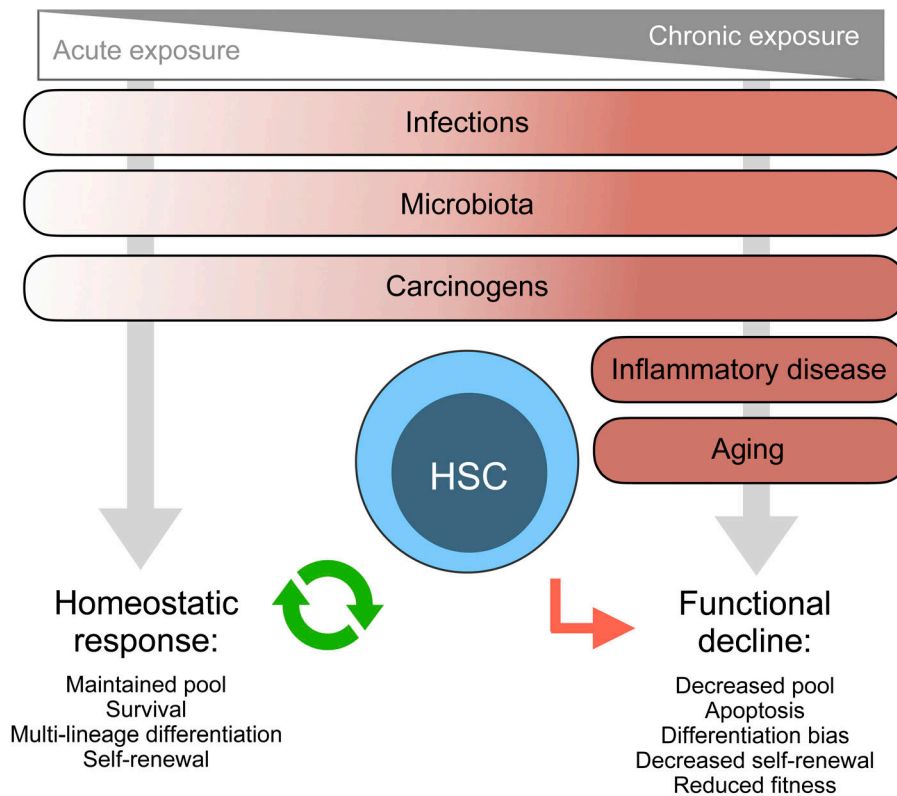 Acute exposure
Chronic exposure
Infections
Microbiota
Carcinogens
Inflammatory disease
Aging
HSC
Homeostatic
response:
Maintained pool
Survival
Multi-lineage differentiation
Self-renewal
Functional
decline:
Decreased pool
Apoptosis
Differentiation bias
Decreased self-renewal
Reduced fitness